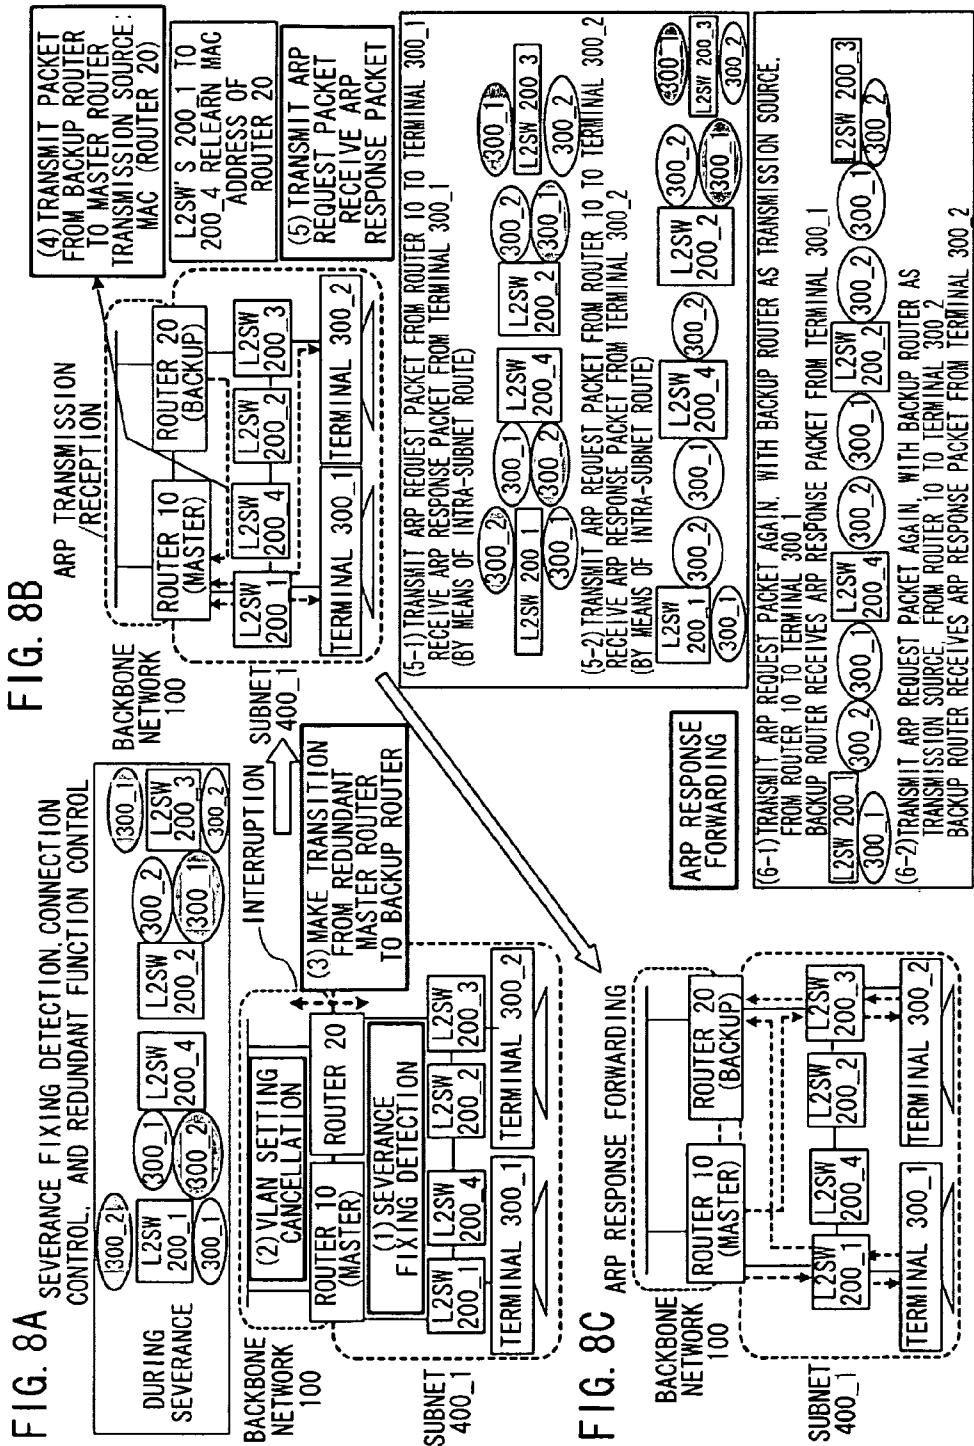 FIG. 8A
SEVERANCE FIXING DETECTION, CONNECTION
CONTROL, AND REDUNDANT FUNCTION CONTROL
DURING
SEVERANCE
300_2
L2SW
200_1
300_1
300_1
300_2
L2SW
200_4
L2SW
200_2
300_2
300_1
300_1
L2SW
200_3
300_2
BACKBONE
NETWORK
100
(2) VLAN SETTING
CANCELLATION
INTERRUPTION
ROUTER 10
(MASTER)
ROUTER 20
(3) MAKE TRANSITION
FROM REDUNDANT
MASTER ROUTER
TO BACKUP ROUTER
(1) SEVERANCE
FIXING DETECTION
L2SW
200_1
L2SW
200_4
L2SW
200_2
L2SW
200_3
TERMINAL 300_1
TERMINAL 300_2
SUBNET
400_1
FIG. 8B
ARP TRANSMISSION
/RECEPTION
BACKBONE
NETWORK
100
ROUTER 10
(MASTER)
ROUTER 20
(BACKUP)
L2SW
200_1
L2SW
200_4
L2SW
200_2
L2SW
200_3
TERMINAL 300_1
TERMINAL 300_2
SUBNET
400_1
(4) TRANSMIT PACKET
FROM BACKUP ROUTER
TO MASTER ROUTER
TRANSMISSION SOURCE:
MAC (ROUTER 20)
L2SW'S 200_1 TO
200_4 RELEARN MAC
ADDRESS OF
ROUTER 20
(5) TRANSMIT ARP
REQUEST PACKET
RECEIVE ARP
RESPONSE PACKET
(5-1) TRANSMIT ARP REQUEST PACKET FROM ROUTER 10 TO TERMINAL 300_1
RECEIVE ARP RESPONSE PACKET FROM TERMINAL 300_1
(BY MEANS OF INTRA-SUBNET ROUTE)
300_2
L2SW 200_1
300_1
300_1
300_2
L2SW
200_4
L2SW
200_2
300_2
300_1
300_1
L2SW 200_3
300_2
(5-2) TRANSMIT ARP REQUEST PACKET FROM ROUTER 10 TO TERMINAL 300_2
RECEIVE ARP RESPONSE PACKET FROM TERMINAL 300_2
(BY MEANS OF INTRA-SUBNET ROUTE)
L2SW
200_1
300_1
300_2
300_1
L2SW
200_4
300_2
L2SW
200_2
300_2
300_1
300_1
L2SW 200_3
300_2
FIG. 8C
ARP RESPONSE FORWARDING
BACKBONE
NETWORK
100
ROUTER 10
(MASTER)
ROUTER 20
(BACKUP)
L2SW
200_1
L2SW
200_4
L2SW
200_2
L2SW
200_3
TERMINAL 300_1
TERMINAL 300_2
SUBNET
400_1
ARP RESPONSE
FORWARDING
(6-1) TRANSMIT ARP REQUEST PACKET AGAIN, WITH BACKUP ROUTER AS TRANSMISSION SOURCE,
FROM ROUTER 10 TO TERMINAL 300_1
BACKUP ROUTER RECEIVES ARP RESPONSE PACKET FROM TERMINAL 300_1
L2SW 200_1
300_1
300_2
300_1
L2SW
200_4
300_2
300_1
L2SW
200_2
300_2
300_1
L2SW 200_3
300_2
(6-2) TRANSMIT ARP REQUEST PACKET AGAIN, WITH BACKUP ROUTER AS
TRANSMISSION SOURCE, FROM ROUTER 10 TO TERMINAL 300_2
BACKUP ROUTER RECEIVES ARP RESPONSE PACKET FROM TERMINAL 300_2